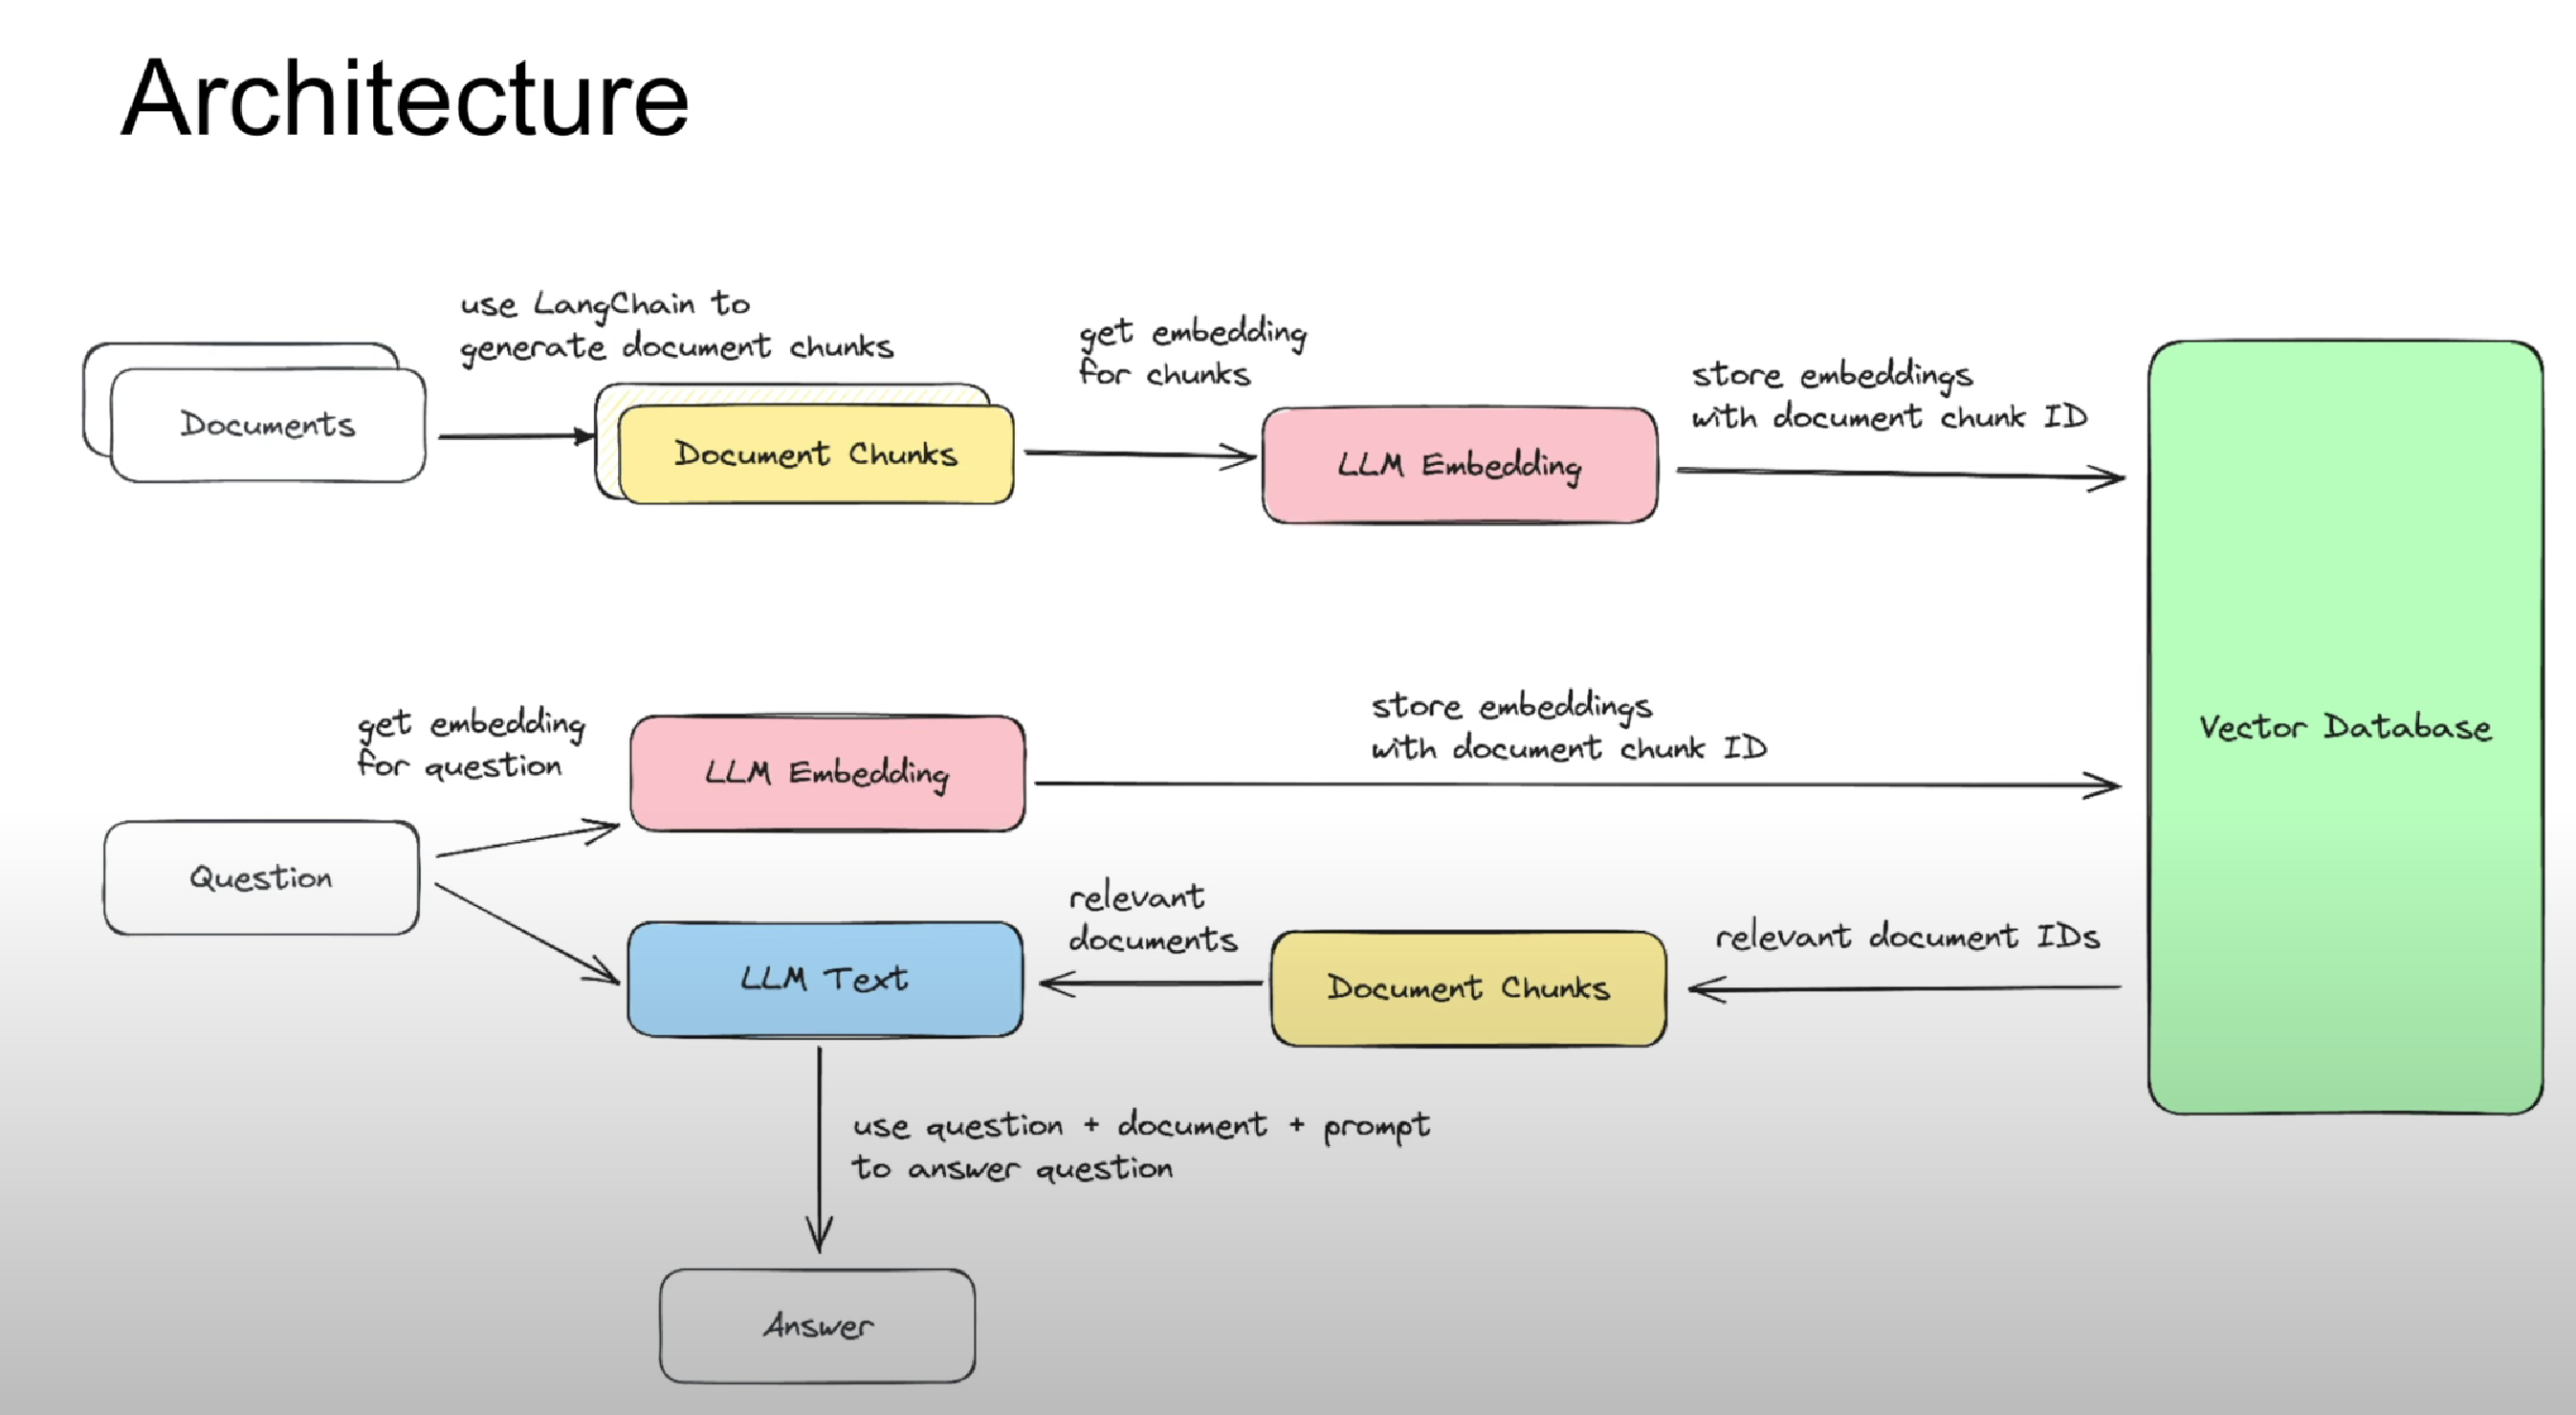 Architecture
use LangChain to
generate document chunks
get embedding
for chunks
store embeddings
with document chunk ID
Documents
Document Chunks
LLM Embedding
Vector Database
get embedding
for question
LLM Embedding
store embeddings
with document chunk ID
Question
LLM Text
relevant
documents
Document Chunks
relevant document IDs
use question + document + prompt
to answer question
Answer